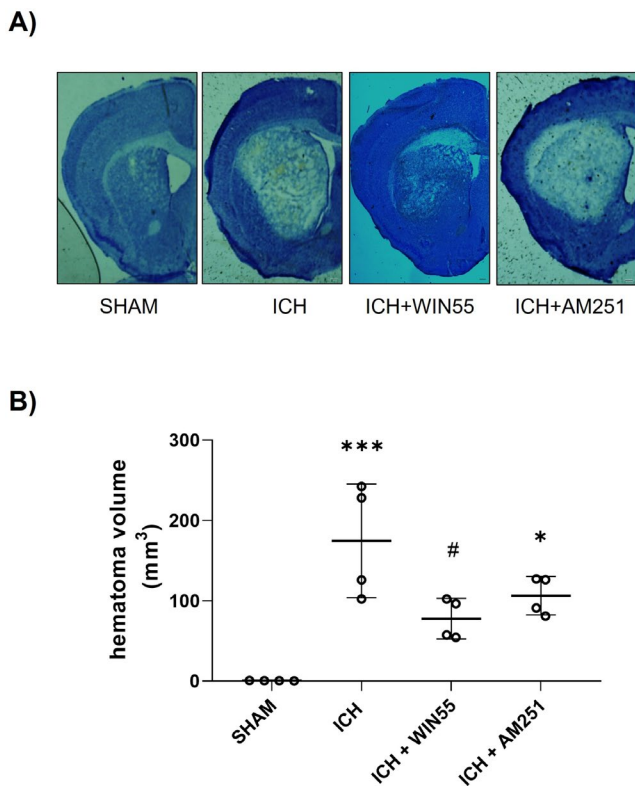 A)
SHAM
ICH
ICH+WIN55
ICH+AM251
B)
hematoma volume
(mm³)
300
200
100
0
***
#
*
SHAM
ICH
ICH + WIN55
ICH + AM251